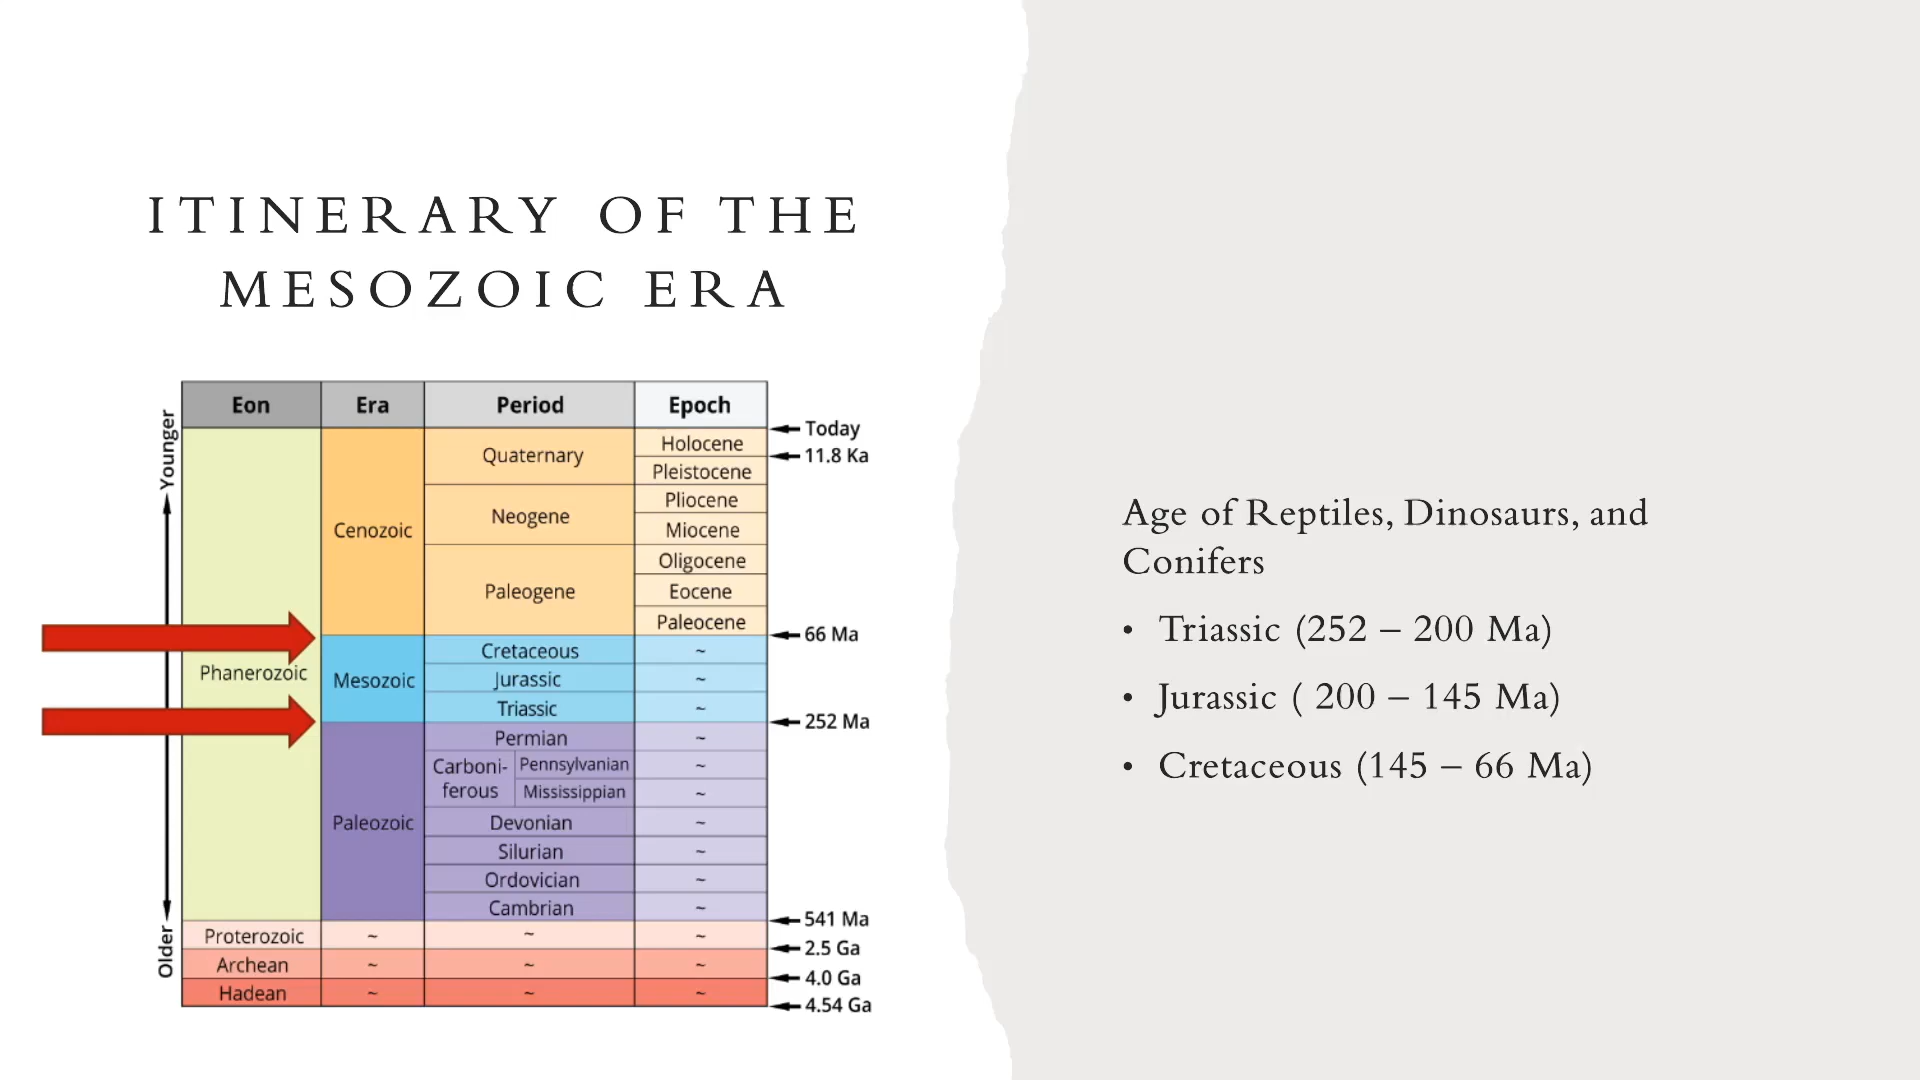 ITINERARY OF THE
MESOZOIC ERA
Eon Era Period Epoch
Younger
Older
Phanerozoic
Cenozoic
Quaternary
Holocene
Pleistocene
Neogene
Pliocene
Miocene
Paleogene
Oligocene
Eocene
Paleocene
Mesozoic
Cretaceous ~
Jurassic ~
Triassic ~
Paleozoic
Permian ~
Carboni-
ferous
Pennsylvanian ~
Mississippian ~
Devonian ~
Silurian ~
Ordovician ~
Cambrian ~
Proterozoic ~ ~ ~
Archean ~ ~ ~
Hadean ~ ~ ~
Today
11.8 Ka
66 Ma
252 Ma
541 Ma
2.5 Ga
4.0 Ga
4.54 Ga
Age of Reptiles, Dinosaurs, and
Conifers
• Triassic (252 – 200 Ma)
• Jurassic ( 200 – 145 Ma)
• Cretaceous (145 – 66 Ma)